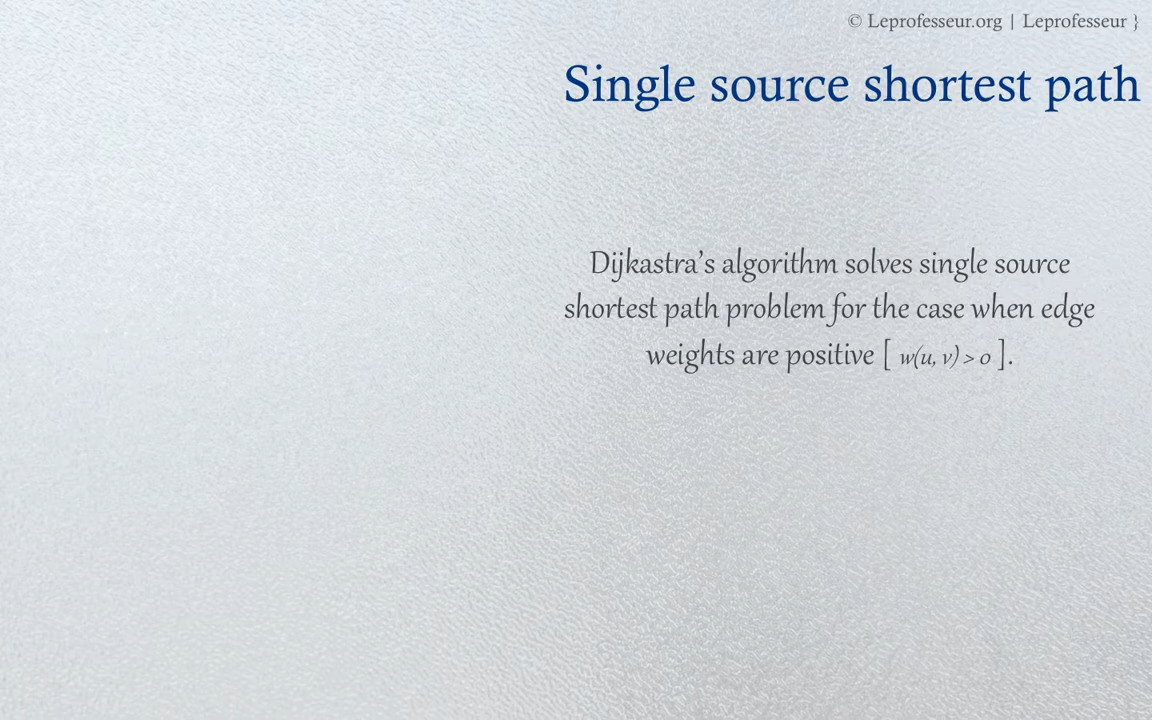 © Leprofesseur.org | Leprofesseur }
Single source shortest path
Dijkastra’s algorithm solves single source
shortest path problem for the case when edge
weights are positive [ w(u, v) > 0 ].